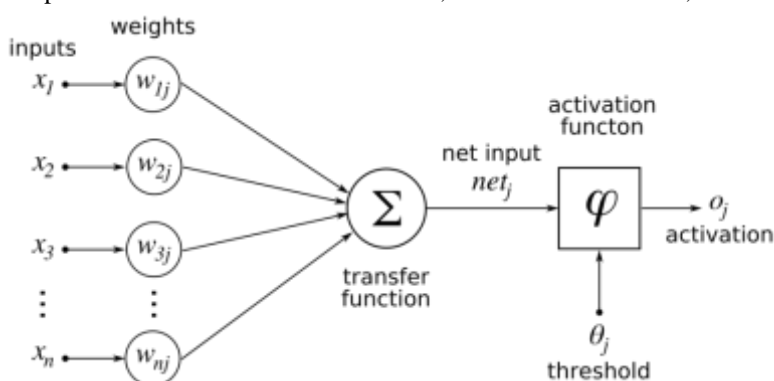 weights
inputs
x1 w1j
activation
functon
x2 w2j
net input
netj
Σ φ oj
activation
x3 w3j
transfer
function
⋮ ⋮
θj
xn wnj
threshold